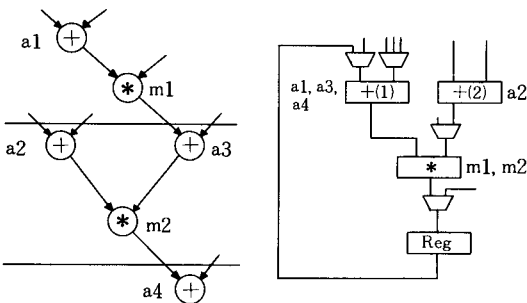 a1
+
*
m1
a2
+
+
a3
*
m2
a4
+
a1, a3,
a4
+(1)
+(2)
a2
*
m1, m2
Reg